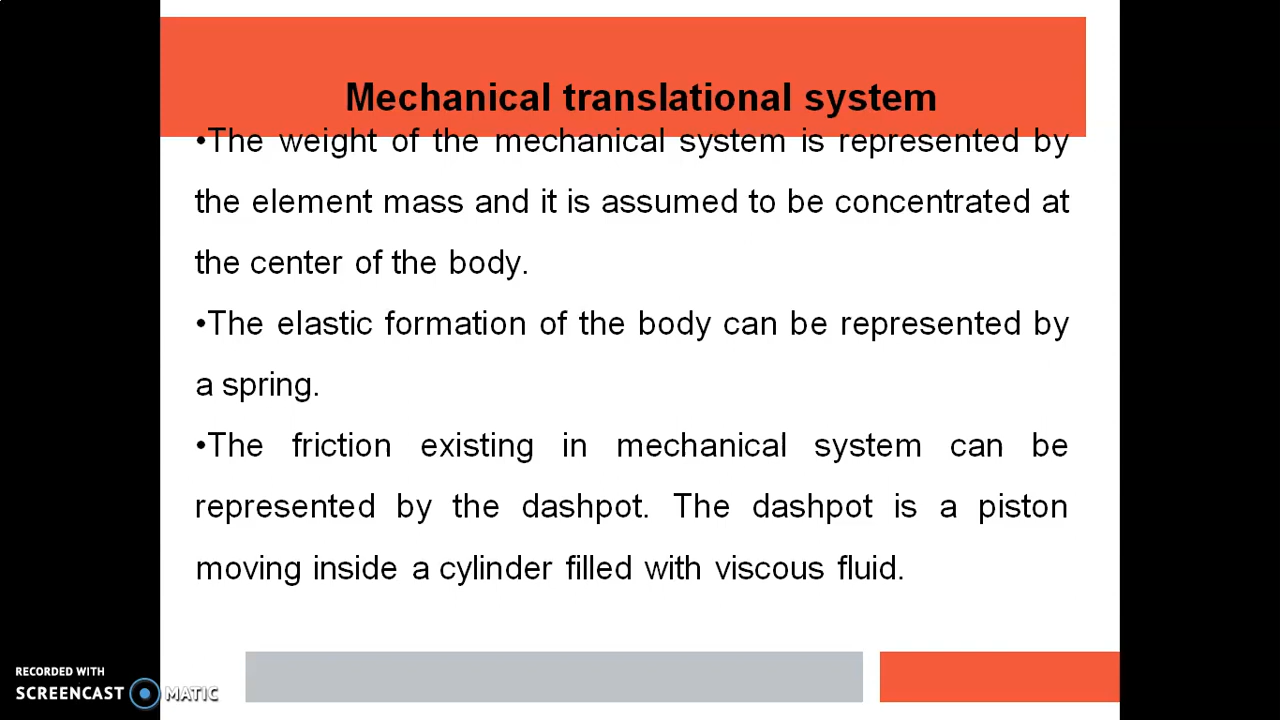 Mechanical translational system
•The weight of the mechanical system is represented by
the element mass and it is assumed to be concentrated at
the center of the body.
•The elastic formation of the body can be represented by
a spring.
•The friction existing in mechanical system can be
represented by the dashpot. The dashpot is a piston
moving inside a cylinder filled with viscous fluid.
RECORDED WITH
SCREENCAST MATIC